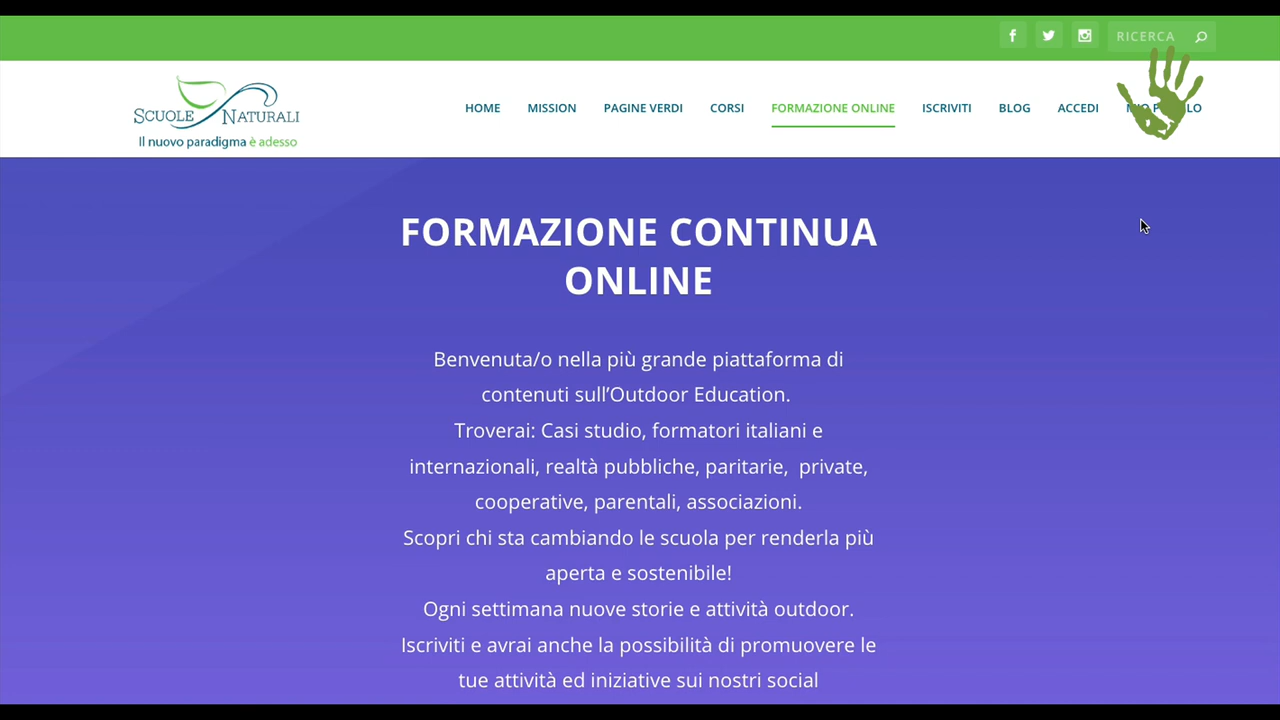 RICERCA
SCUOLE NATURALI
Il nuovo paradigma è adesso
HOME MISSION PAGINE VERDI CORSI FORMAZIONE ONLINE ISCRIVITI BLOG ACCEDI
FORMAZIONE CONTINUA
ONLINE
Benvenuta/o nella più grande piattaforma di
contenuti sull’Outdoor Education.
Troverai: Casi studio, formatori italiani e
internazionali, realtà pubbliche, paritarie, private,
cooperative, parentali, associazioni.
Scopri chi sta cambiando le scuola per renderla più
aperta e sostenibile!
Ogni settimana nuove storie e attività outdoor.
Iscriviti e avrai anche la possibilità di promuovere le
tue attività ed iniziative sui nostri social